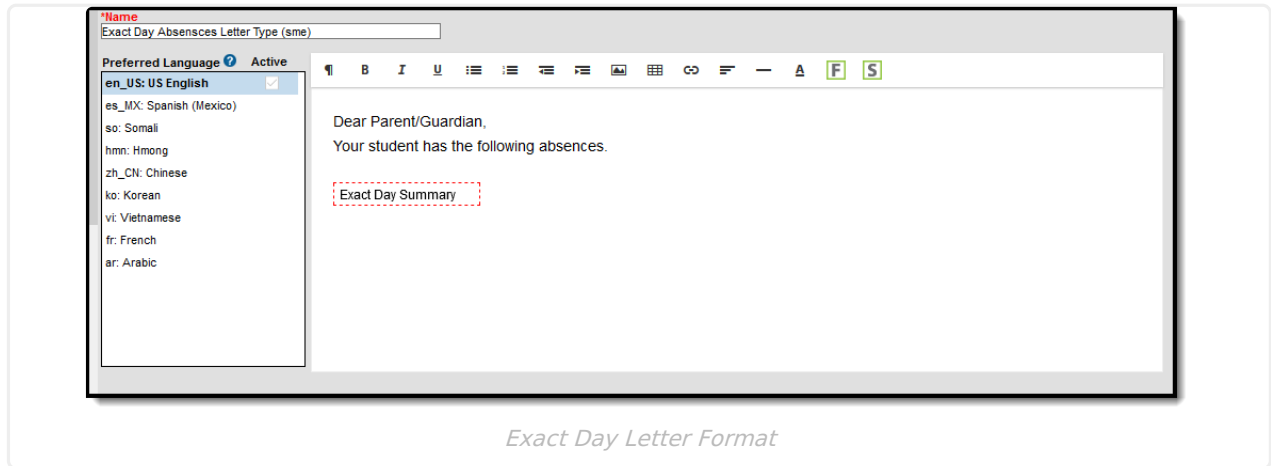 *Name
Exact Day Absensces Letter Type (sme)
Preferred Language ? Active
en_US: US English
es_MX: Spanish (Mexico)
so: Somali
hmn: Hmong
zh_CN: Chinese
ko: Korean
vi: Vietnamese
fr: French
ar: Arabic
¶ B I U A F S
Dear Parent/Guardian,
Your student has the following absences.
Exact Day Summary
Exact Day Letter Format